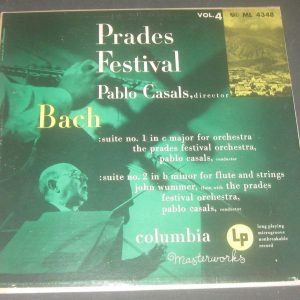 VOL. 4
ML 4348
Prades
Festival
Pablo Casals, director
Bach
:suite no. 1 in c major for orchestra
the prades festival orchestra,
pablo casals, conductor
:suite no. 2 in b minor for flute and strings
john wummer, flute with the prades
festival orchestra,
pablo casals, conductor
columbia
Lp
Masterworks
long playing
microgroove
nonbreakable
record